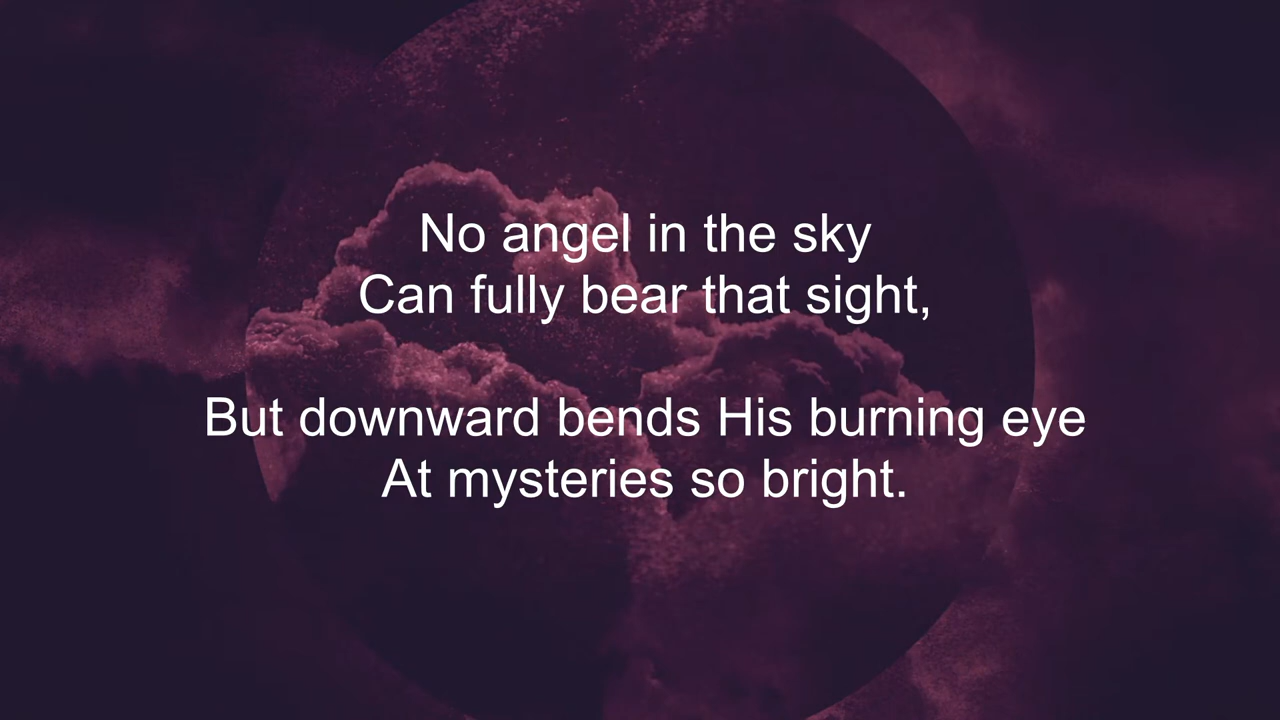 No angel in the sky
Can fully bear that sight,
But downward bends His burning eye
At mysteries so bright.